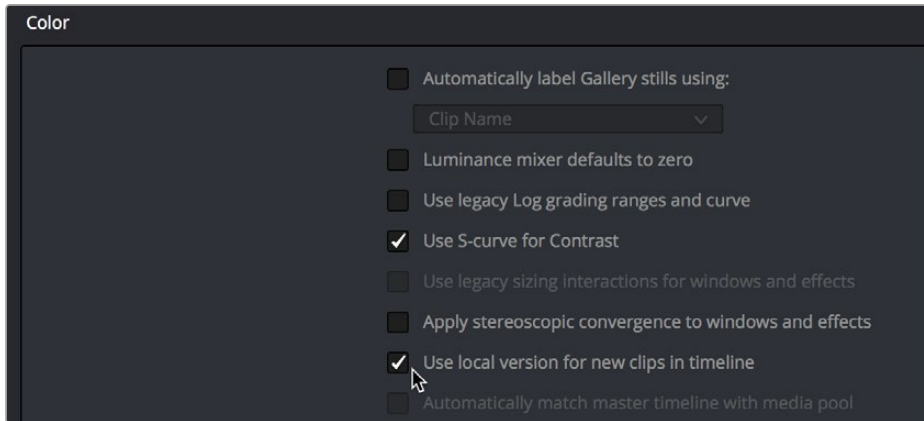 Color
Automatically label Gallery stills using:
Clip Name
Luminance mixer defaults to zero
Use legacy Log grading ranges and curve
Use S-curve for Contrast
Use legacy sizing interactions for windows and effects
Apply stereoscopic convergence to windows and effects
Use local version for new clips in timeline
Automatically match master timeline with media pool